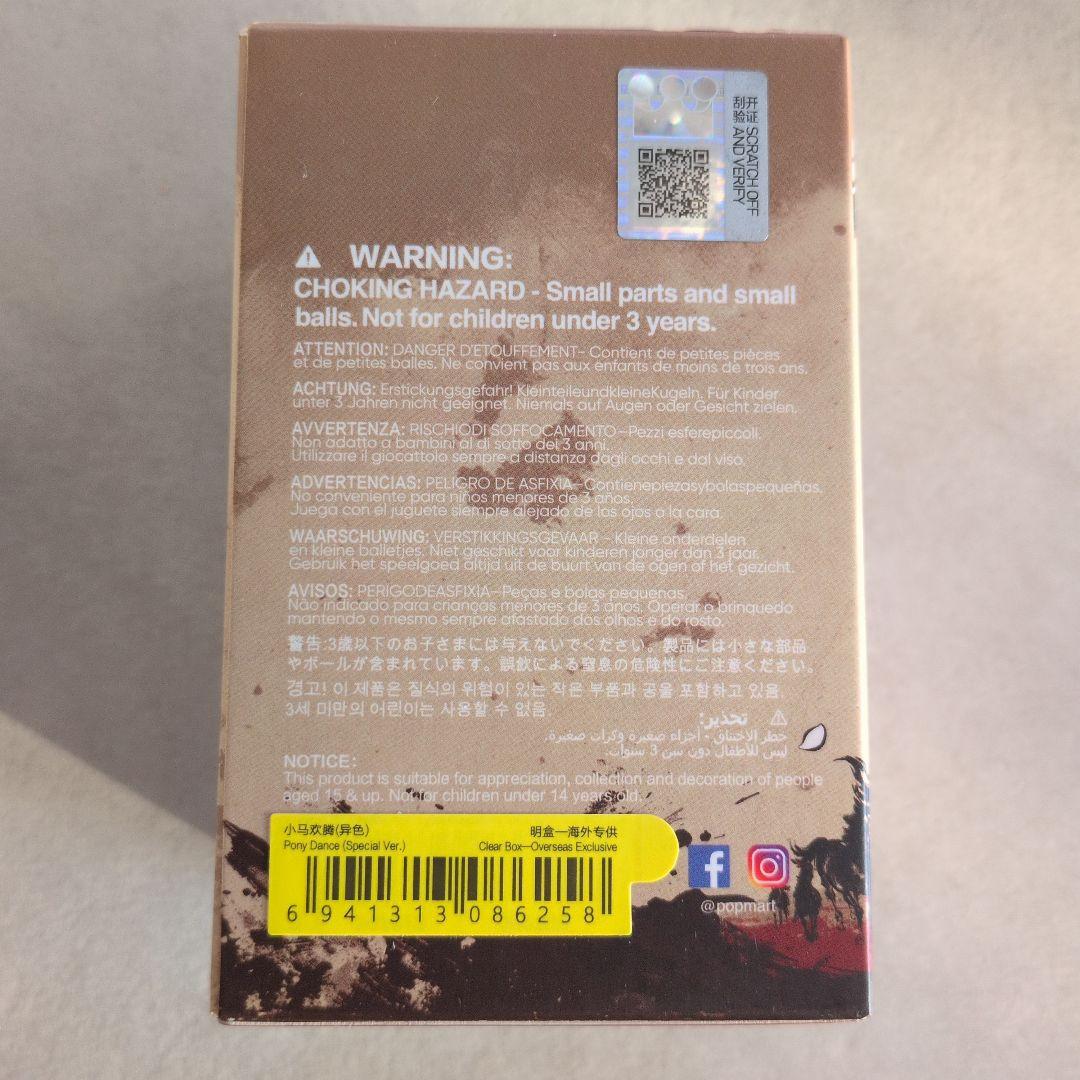 开 证 SCRATCH OFF
刮 验 AND VERIFY
WARNING:
CHOKING HAZARD - Small parts and small
balls. Not for children under 3 years.
ATTENTION: DANGER D'ETOUFFEMENT- Contient de petites pièces
et de petites balles. Ne convient pas aux enfants de moins de trois ans.
ACHTUNG: Erstickungsgefahr! KleinteileundkleineKugeln. Für Kinder
unter 3 Jahren nicht geeignet. Niemals auf Augen oder Gesicht zielen.
AVVERTENZA: RISCHIODI SOFFOCAMENTO-Pezzi esferepiccoli.
Non adatto a bambini al di sotto dei 3 anni.
Utilizzare il giocattolo sempre a distanza dagli occhi e dal viso.
ADVERTENCIAS: PELIGRO DE ASFIXIA-Contienepiezasybolaspequeñas.
No conveniente para niños menores de 3 años.
Juega con el juguete siempre alejado de los ojos o la cara.
WAARSCHUWING: VERSTIKKINGSGEVAAR - Kleine onderdelen
en kleine balletjes. Niet geschikt voor kinderen jonger dan 3 jaar.
Gebruik het speelgoed altijd uit de buurt van de ogen of het gezicht.
AVISOS: PERIGODEASFIXIA-Peças e bolas pequenas.
Não indicado para crianças menores de 3 anos. Operar o brinquedo
mantendo o mesmo sempre afastado dos olhos e do rosto.
警告:3歳以下のお子さまには与えないでください。製品には小さな部品
やボールが含まれています。誤飲による窒息の危険性にご注意ください。
경고! 이 제품은 질식의 위험이 있는 작은 부품과 공을 포함하고 있음.
3세 미만의 어린이는 사용할 수 없음.
تحذير:
خطر الاختناق - أجزاء صغيرة وكرات صغيرة.
ليس للأطفال دون سن 3 سنوات.
NOTICE:
This product is suitable for appreciation, collection and decoration of people
aged 15 & up. Not for children under 14 years old.
小马欢腾(异色) 明盒—海外专供
Pony Dance (Special Ver.) Clear Box—Overseas Exclusive
6 941313 086258
@popmart